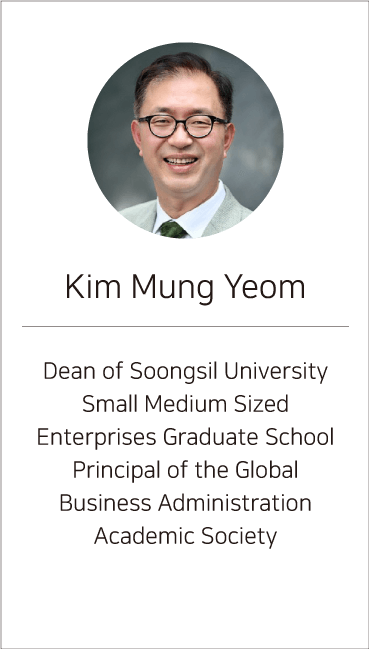 Kim Mung Yeom
Dean of Soongsil University
Small Medium Sized
Enterprises Graduate School
Principal of the Global
Business Administration
Academic Society